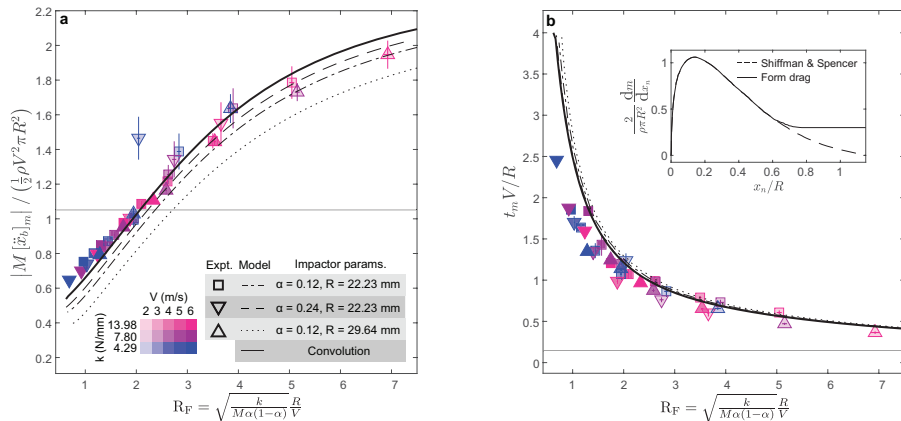 a
|M [ẍ_b]_m| / (½ρV²πR²)
2.2
2
1.8
1.6
1.4
1.2
1
0.8
0.6
0.4
0.2
1 2 3 4 5 6 7
R_F = √(k / Mα(1−α)) R/V
V (m/s)
2 3 4 5 6
k (N/mm)
13.98
7.80
4.29
Expt. Model Impactor params.
α = 0.12, R = 22.23 mm
α = 0.24, R = 22.23 mm
α = 0.12, R = 29.64 mm
Convolution
b
t_m V/R
4
3.5
3
2.5
2
1.5
1
0.5
0
1 2 3 4 5 6 7
R_F = √(k / Mα(1−α)) R/V
2/(ρπR²) dm/dx_n
1
0.5
0
0 0.2 0.4 0.6 0.8 1
x_n/R
Shiffman & Spencer
Form drag